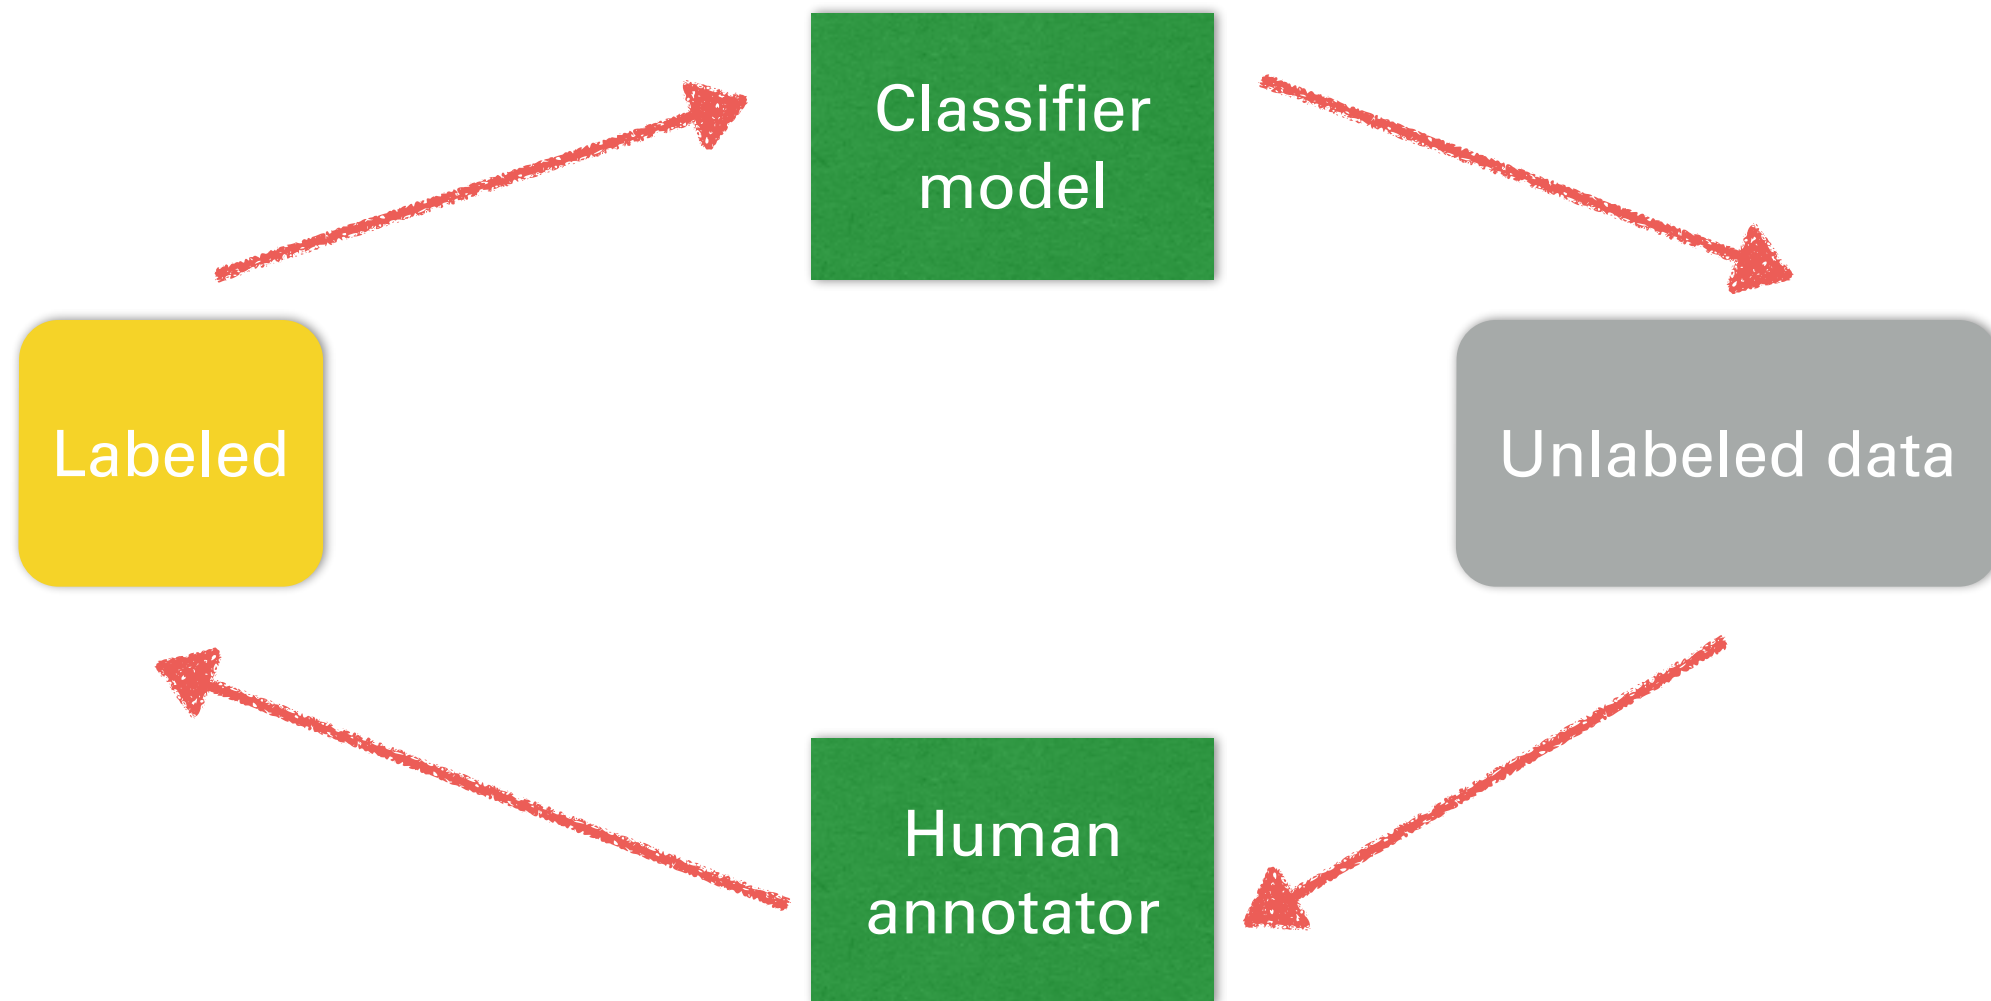 Classifier
model
Labeled
Unlabeled data
Human
annotator